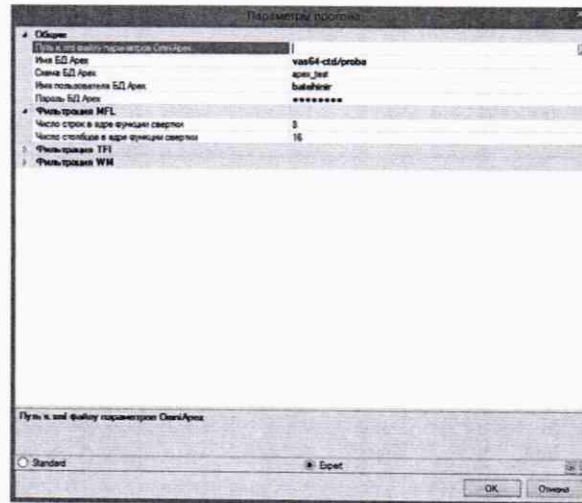 Параметры прогона
Общие
Путь к xml файлу параметров OmniApex
Имя БД Apex vas64-ctd/proba
Схема БД Apex apex_test
Имя пользователя БД Apex
Пароль БД Apex ●●●●●●●●
Фильтрация MFL
Число строк в ядре функции свертки
Число столбцов в ядре функции свертки 16
Фильтрация TFI
Фильтрация WM
Путь к xml файлу параметров OmniApex
Standard Expert
OK Отмена